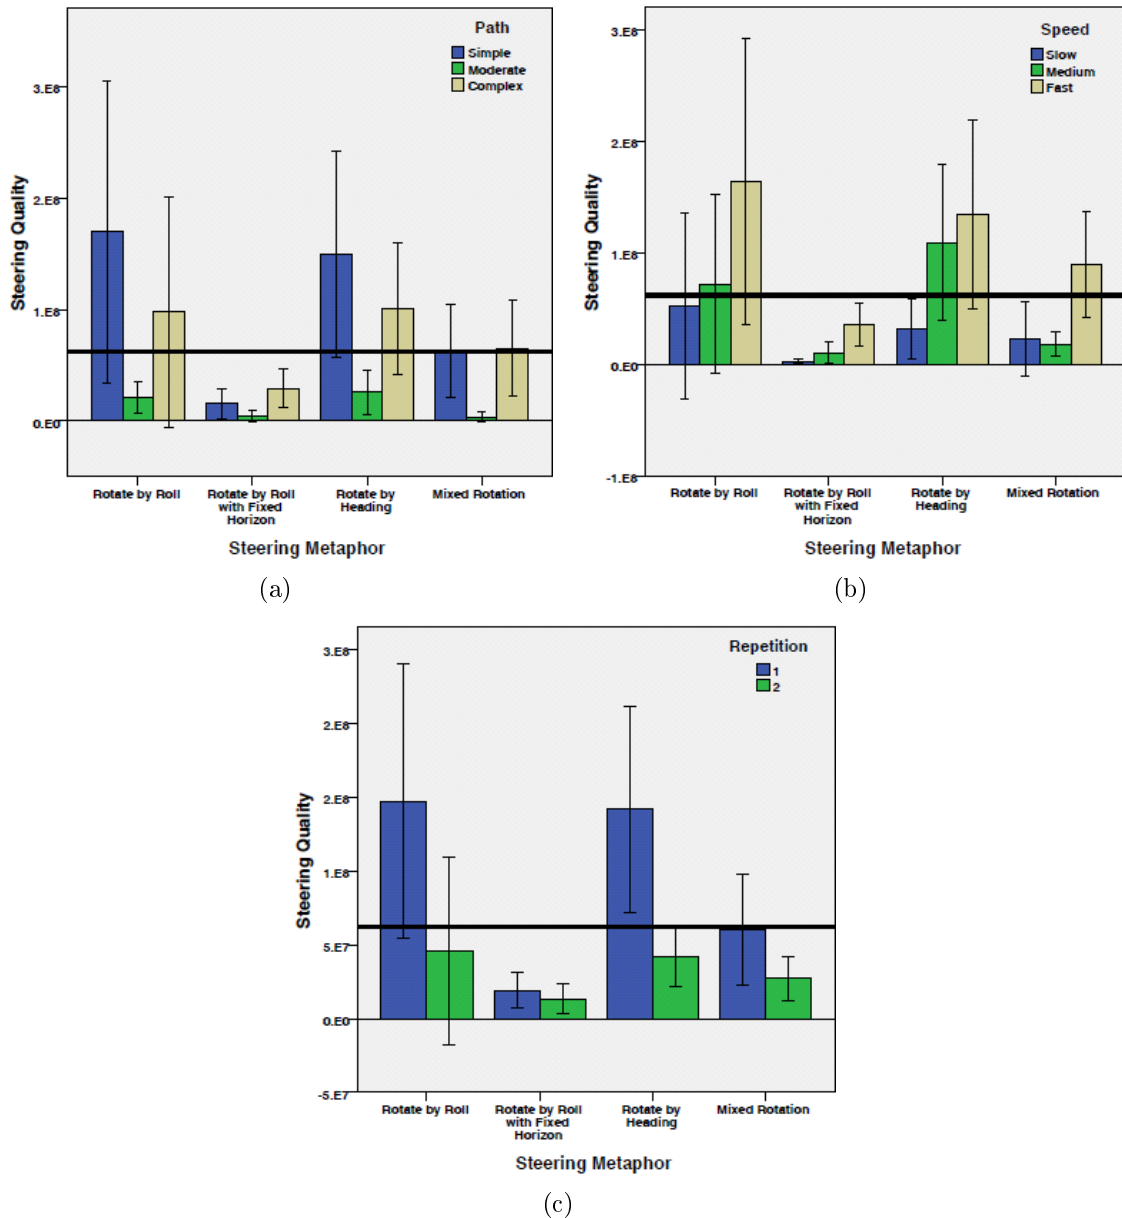 Path
Simple
Moderate
Complex
3.E8
2.E8
1.E8
0.E0
Steering Quality
Rotate by Roll
Rotate by Roll with Fixed Horizon
Rotate by Heading
Mixed Rotation
Steering Metaphor
(a)
Speed
Slow
Medium
Fast
3.E8
2.E8
1.E8
0.E0
-1.E8
Steering Quality
Rotate by Roll
Rotate by Roll with Fixed Horizon
Rotate by Heading
Mixed Rotation
Steering Metaphor
(b)
Repetition
1
2
3.E8
2.E8
2.E8
1.E8
5.E7
0.E0
-5.E7
Steering Quality
Rotate by Roll
Rotate by Roll with Fixed Horizon
Rotate by Heading
Mixed Rotation
Steering Metaphor
(c)